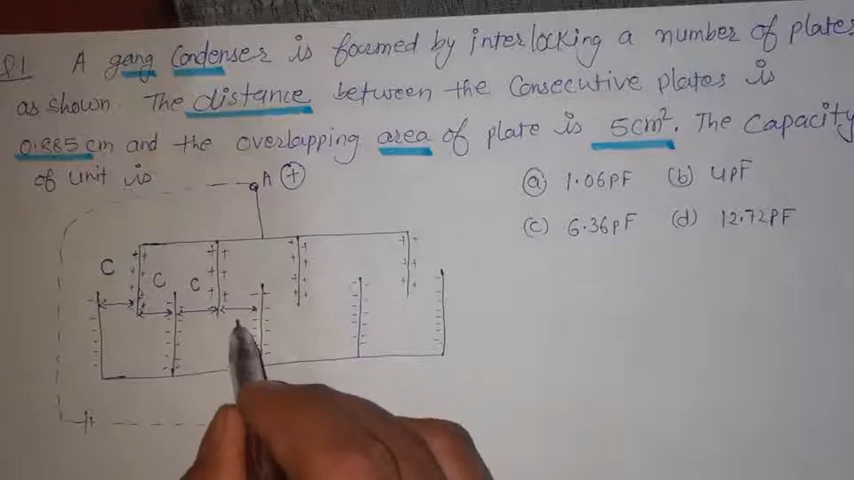 Q1 A gang Condenser is formed by interlocking a number of plates
as shown. The distance between the Consecutive plates is
0.885 cm and the overlapping area of plate is 5cm². The Capacity
of unit is
A +
(a) 1.06PF (b) 4PF
(c) 6.36PF (d) 12.72PF
C C C